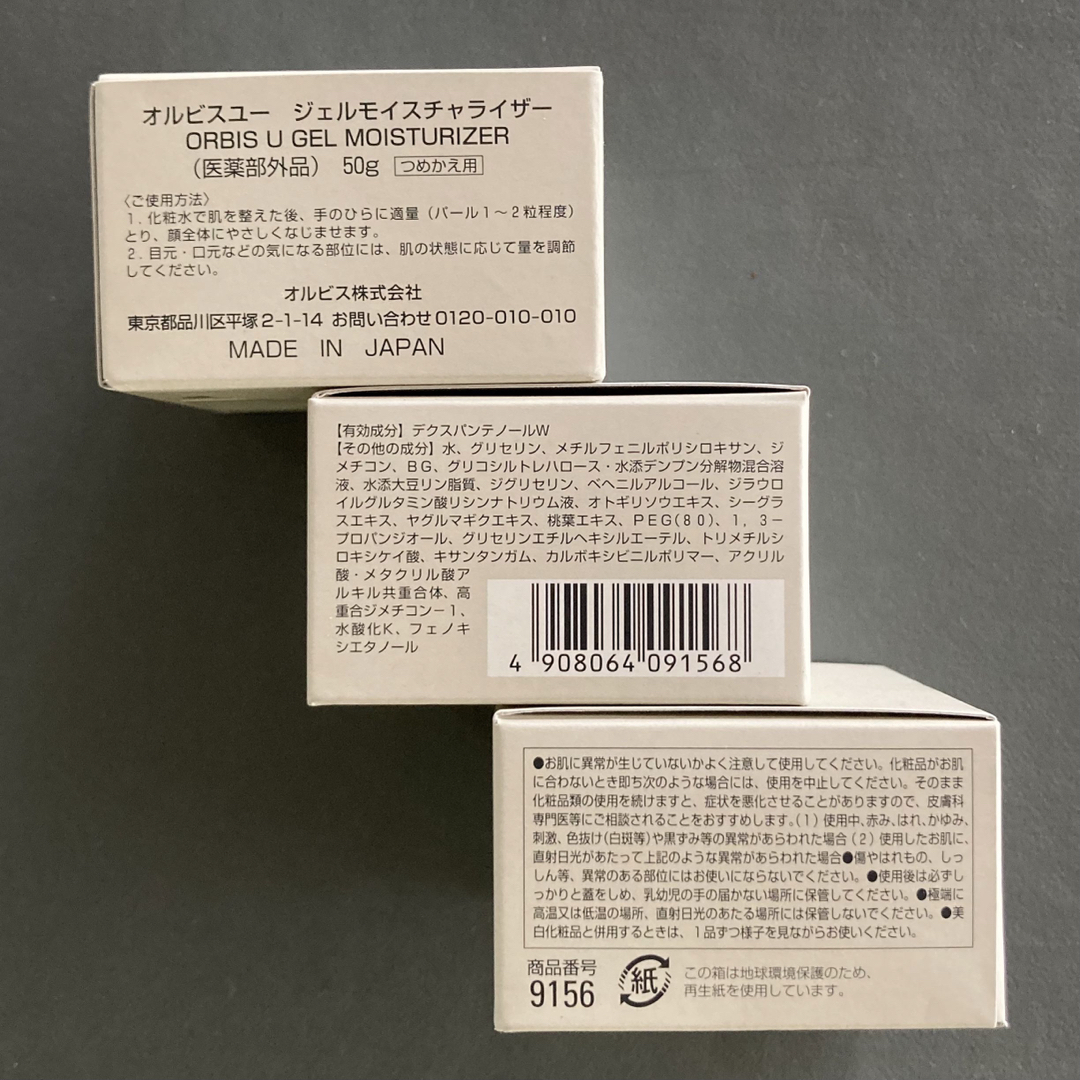 オルビスユー　ジェルモイスチャライザー
ORBIS U GEL MOISTURIZER
（医薬部外品）　50g　つめかえ用
〈ご使用方法〉
1．化粧水で肌を整えた後、手のひらに適量（パール1〜2粒程度）
とり、顔全体にやさしくなじませます。
2．目元・口元などの気になる部位には、肌の状態に応じて量を調節
してください。
オルビス株式会社
東京都品川区平塚2-1-14 お問い合わせ0120-010-010
MADE IN JAPAN
【有効成分】デクスパンテノールW
【その他の成分】水、グリセリン、メチルフェニルポリシロキサン、ジ
メチコン、BG、グリコシルトレハロース・水添デンプン分解物混合溶
液、水添大豆リン脂質、ジグリセリン、ベヘニルアルコール、ジラウロ
イルグルタミン酸リシンナトリウム液、オトギリソウエキス、シーグラ
スエキス、ヤグルマギクエキス、桃葉エキス、PEG(80)、1,3−
プロパンジオール、グリセリンエチルヘキシルエーテル、トリメチルシ
ロキシケイ酸、キサンタンガム、カルボキシビニルポリマー、アクリル
酸・メタクリル酸ア
ルキル共重合体、高
重合ジメチコン−1、
水酸化K、フェノキ
シエタノール
4 908064 091568
●お肌に異常が生じていないかよく注意して使用してください。化粧品がお肌
に合わないとき即ち次のような場合には、使用を中止してください。そのまま
化粧品類の使用を続けますと、症状を悪化させることがありますので、皮膚科
専門医等にご相談されることをおすすめします。(1) 使用中、赤み、はれ、かゆみ、
刺激、色抜け(白斑等)や黒ずみ等の異常があらわれた場合 (2) 使用したお肌に、
直射日光があたって上記のような異常があらわれた場合●傷やはれもの、しっ
しん等、異常のある部位にはお使いにならないでください。●使用後は必ずし
っかりと蓋をしめ、乳幼児の手の届かない場所に保管してください。●極端に
高温又は低温の場所、直射日光のあたる場所には保管しないでください。●美
白化粧品と併用するときは、1品ずつ様子を見ながらお使いください。
商品番号
9156
紙
この箱は地球環境保護のため、
再生紙を使用しています。